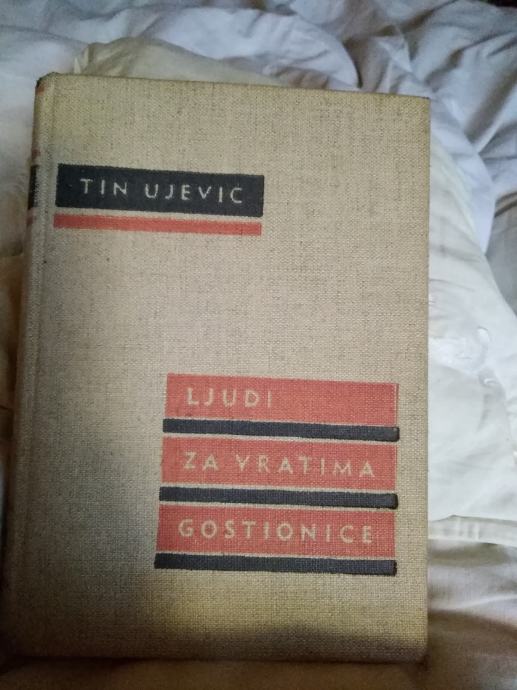 TIN UJEVIC
LJUDI
ZA VRATIMA
GOSTIONICE